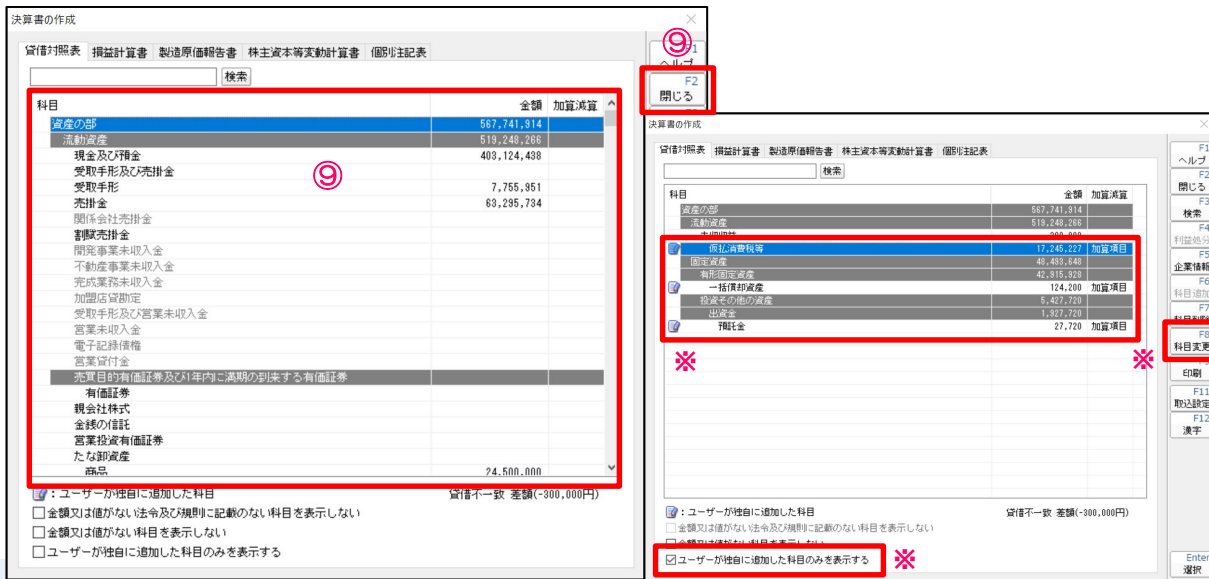 決算書の作成
貸借対照表 損益計算書 製造原価報告書 株主資本等変動計算書 個別注記表
検索
科目 金額 加算減算
資産の部 567,741,914
流動資産 519,248,266
現金及び預金 403,124,438
受取手形及び売掛金
受取手形 7,755,951
売掛金 63,295,734
関係会社売掛金
割賦売掛金
開発事業未収入金
不動産事業未収入金
完成業務未収入金
加盟店貸勘定
受取手形及び営業未収入金
営業未収入金
電子記録債権
営業貸付金
売買目的有価証券及び1年内に満期の到来する有価証券
有価証券
親会社株式
金銭の信託
営業投資有価証券
たな卸資産
商品 24,500,000
⑨
:ユーザーが独自に追加した科目 貸借不一致 差額(-300,000円)
金額又は値がない法令及び規則に記載のない科目を表示しない
金額又は値がない科目を表示しない
ユーザーが独自に追加した科目のみを表示する
⑨
ヘルプ
F2
閉じる
決算書の作成
貸借対照表 損益計算書 製造原価報告書 株主資本等変動計算書 個別注記表
検索
科目 金額 加算減算
資産の部 567,741,914
流動資産 519,248,266
仮払消費税等 17,245,227 加算項目
固定資産 48,493,648
有形固定資産 42,915,928
一括償却資産 124,200 加算項目
投資その他の資産 5,427,720
出資金 1,927,720
預託金 27,720 加算項目
※
※
:ユーザーが独自に追加した科目 貸借不一致 差額(-300,000円)
金額又は値がない法令及び規則に記載のない科目を表示しない
ユーザーが独自に追加した科目のみを表示する
※
F1
ヘルプ
F2
閉じる
F3
検索
F4
利益処分
F5
企業情報
F6
科目追加
F7
F8
科目変更
印刷
F11
取込設定
F12
漢字
Enter
選択